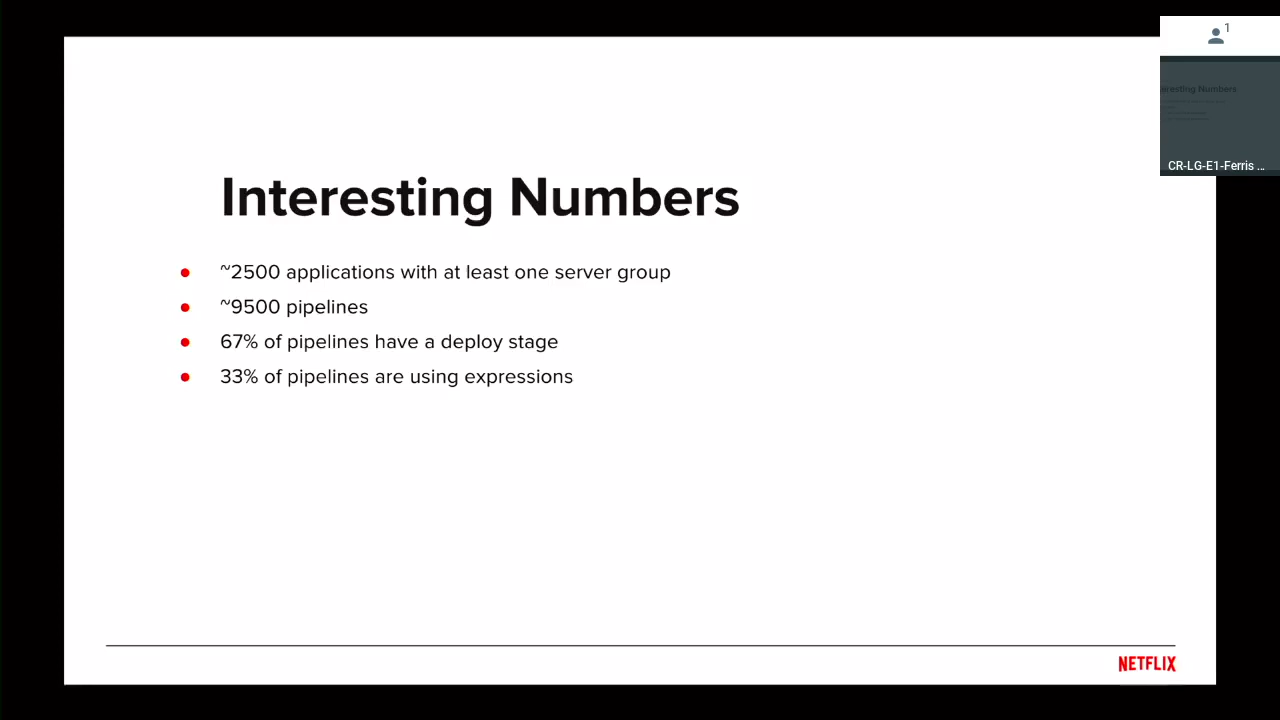 1
Interesting Numbers
CR-LG-E1-Ferris ...
Interesting Numbers
~2500 applications with at least one server group
~9500 pipelines
67% of pipelines have a deploy stage
33% of pipelines are using expressions
NETFLIX